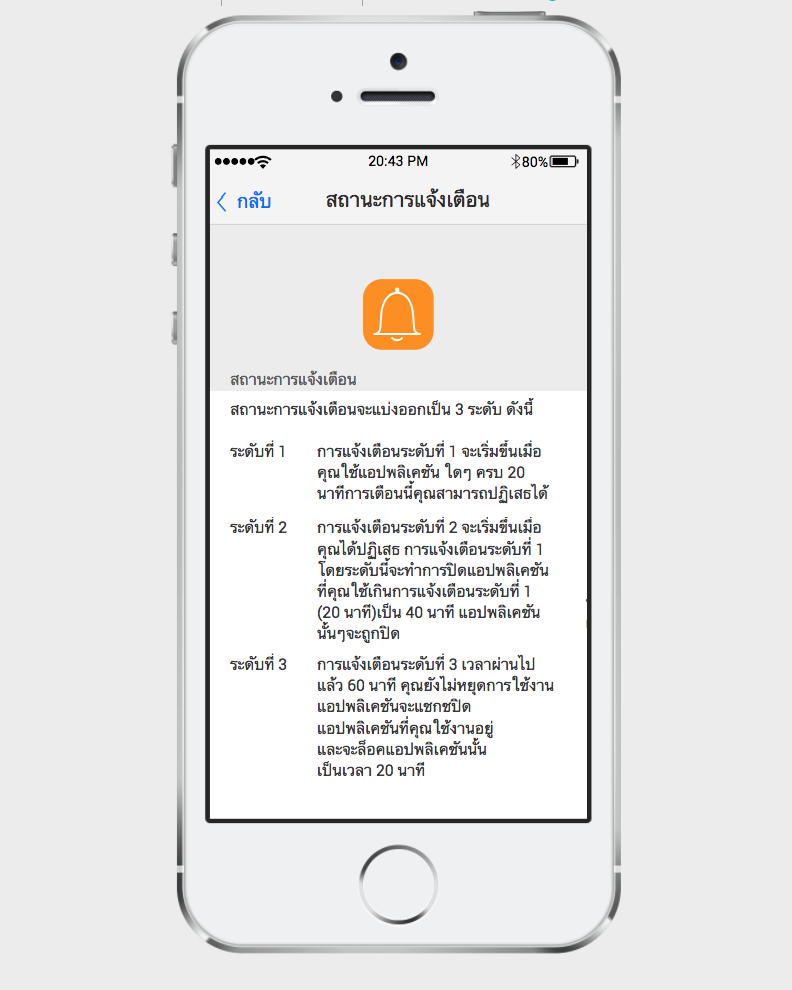 20:43 PM
80%
กลับ
สถานะการแจ้งเตือน
สถานะการแจ้งเตือน
สถานะการแจ้งเตือนจะแบ่งออกเป็น 3 ระดับ ดังนี้
ระดับที่ 1 การแจ้งเตือนระดับที่ 1 จะเริ่มขึ้นเมื่อ
คุณใช้แอปพลิเคชัน ใดๆ ครบ 20
นาทีการเตือนนี้คุณสามารถปฏิเสธได้
ระดับที่ 2 การแจ้งเตือนระดับที่ 2 จะเริ่มขึ้นเมื่อ
คุณได้ปฏิเสธ การแจ้งเตือนระดับที่ 1
โดยระดับนี้จะทำการปิดแอปพลิเคชัน
ที่คุณใช้เกินการแจ้งเตือนระดับที่ 1
(20 นาที)เป็น 40 นาที แอปพลิเคชัน
นั้นๆจะถูกปิด
ระดับที่ 3 การแจ้งเตือนระดับที่ 3 เวลาผ่านไป
แล้ว 60 นาที คุณยังไม่หยุดการใช้งาน
แอปพลิเคชันจะแชกชปิด
แอปพลิเคชันที่คุณใช้งานอยู่
และจะล็อคแอปพลิเคชันนั้น
เป็นเวลา 20 นาที